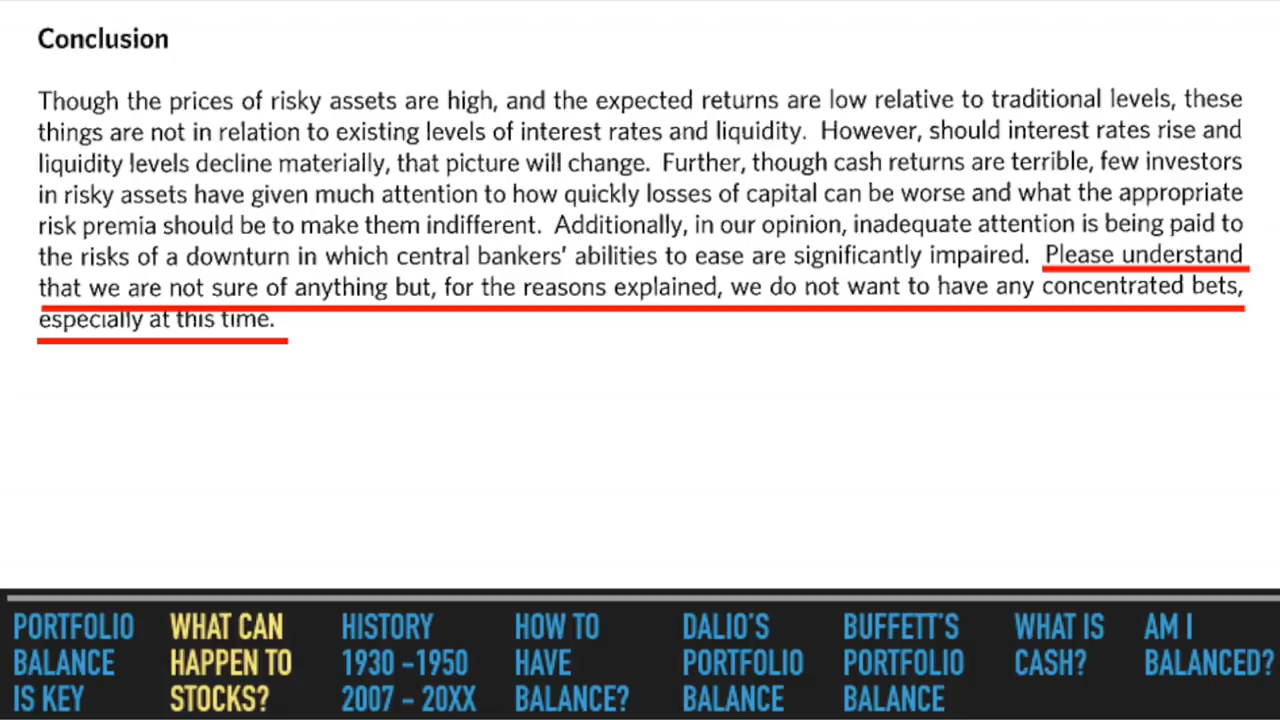 Conclusion
Though the prices of risky assets are high, and the expected returns are low relative to traditional levels, these
things are not in relation to existing levels of interest rates and liquidity. However, should interest rates rise and
liquidity levels decline materially, that picture will change. Further, though cash returns are terrible, few investors
in risky assets have given much attention to how quickly losses of capital can be worse and what the appropriate
risk premia should be to make them indifferent. Additionally, in our opinion, inadequate attention is being paid to
the risks of a downturn in which central bankers' abilities to ease are significantly impaired. Please understand
that we are not sure of anything but, for the reasons explained, we do not want to have any concentrated bets,
especially at this time.
PORTFOLIO
BALANCE
IS KEY
WHAT CAN
HAPPEN TO
STOCKS?
HISTORY
1930 –1950
2007 – 20XX
HOW TO
HAVE
BALANCE?
DALIO'S
PORTFOLIO
BALANCE
BUFFETT'S
PORTFOLIO
BALANCE
WHAT IS
CASH?
AM I
BALANCED?